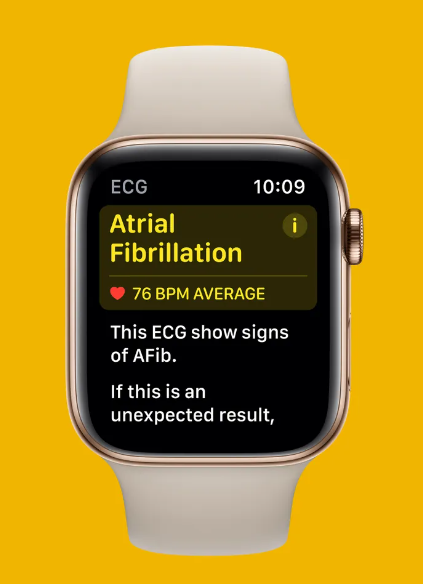 ECG 10:09
Atrial
Fibrillation
i
76 BPM AVERAGE
This ECG show signs
of AFib.
If this is an
unexpected result,